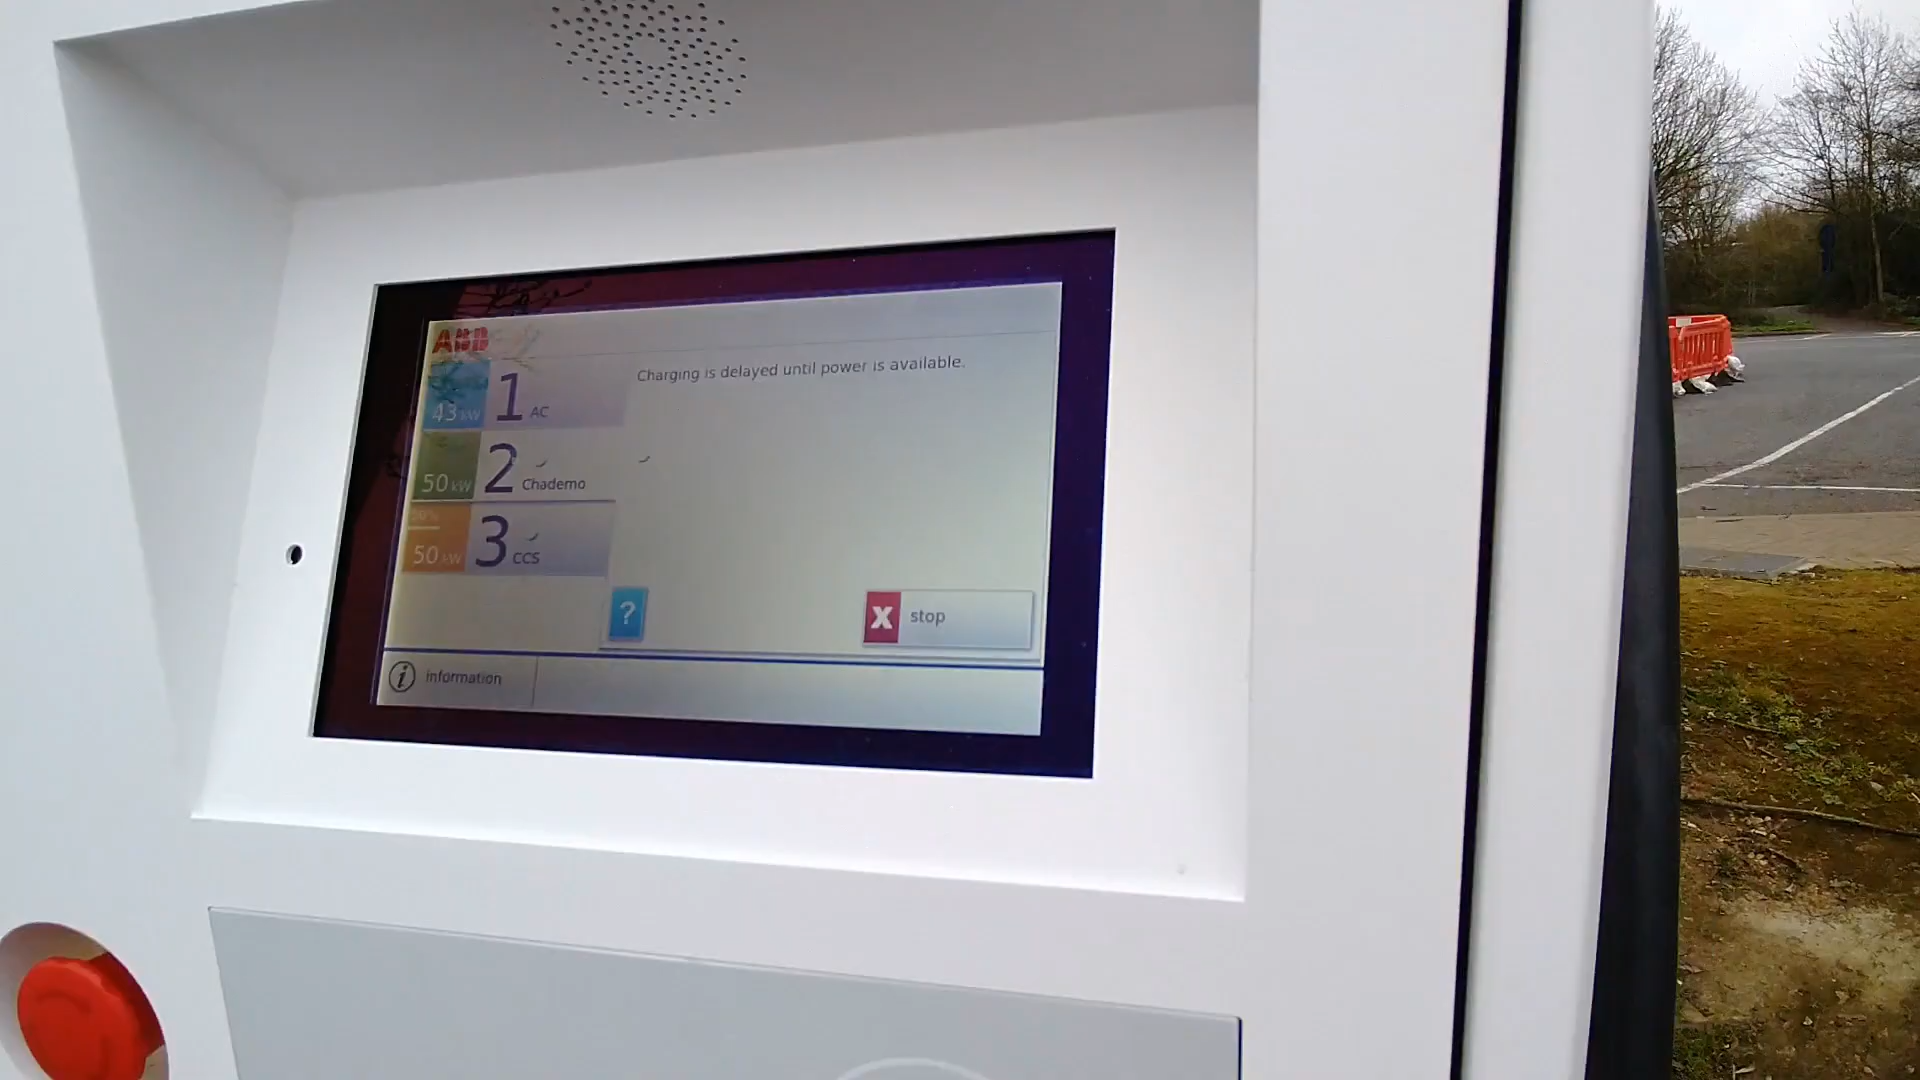 ABB
Charging is delayed until power is available.
43 kW 1 AC
50 kW 2 Chademo
50 kW 3 CCS
?
X stop
i information